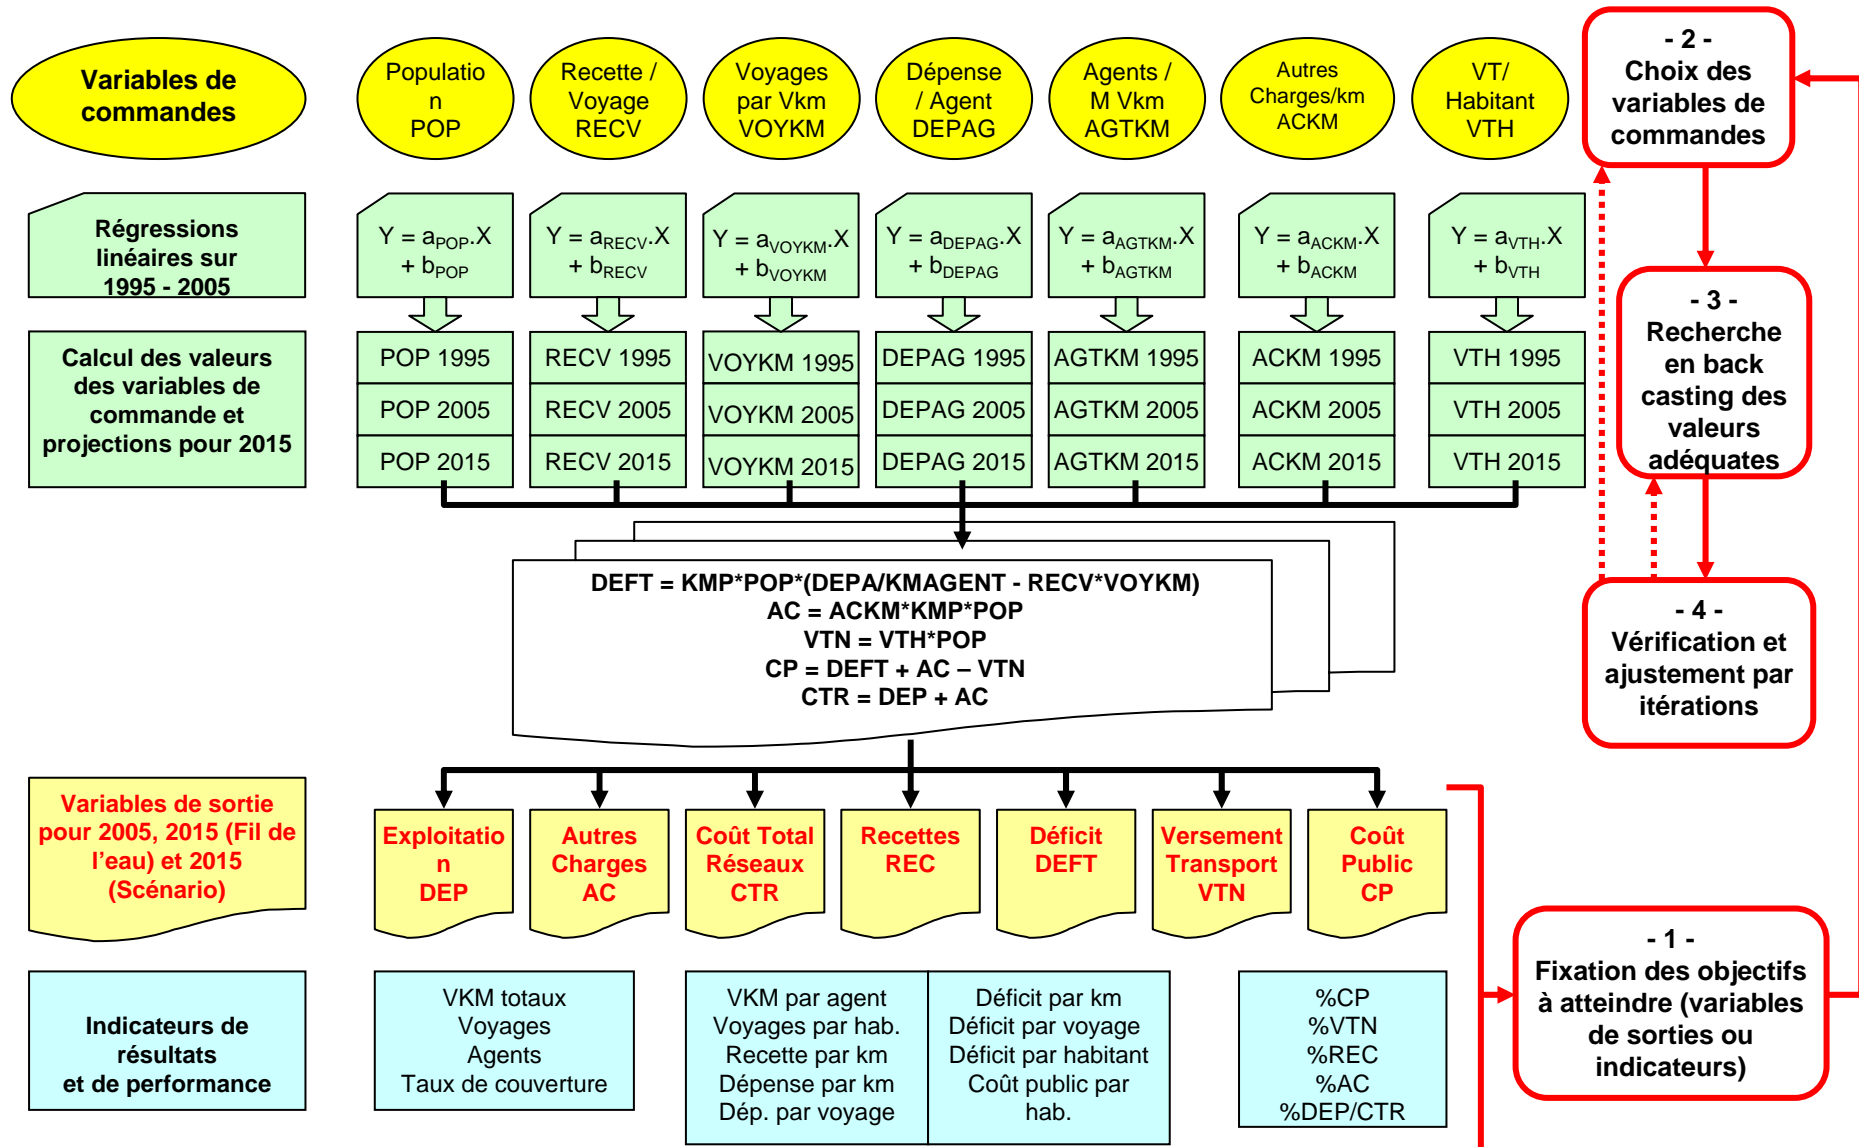 Variables de
commandes
Populatio
n
POP
Recette /
Voyage
RECV
Voyages
par Vkm
VOYKM
Dépense
/ Agent
DEPAG
Agents /
M Vkm
AGTKM
Autres
Charges/km
ACKM
VT/
Habitant
VTH
- 2 -
Choix des
variables de
commandes
Régressions
linéaires sur
1995 - 2005
Y = aPOP.X
+ bPOP
Y = aRECV.X
+ bRECV
Y = aVOYKM.X
+ bVOYKM
Y = aDEPAG.X
+ bDEPAG
Y = aAGTKM.X
+ bAGTKM
Y = aACKM.X
+ bACKM
Y = aVTH.X
+ bVTH
- 3 -
Recherche
en back
casting des
valeurs
adéquates
Calcul des valeurs
des variables de
commande et
projections pour 2015
POP 1995
POP 2005
POP 2015
RECV 1995
RECV 2005
RECV 2015
VOYKM 1995
VOYKM 2005
VOYKM 2015
DEPAG 1995
DEPAG 2005
DEPAG 2015
AGTKM 1995
AGTKM 2005
AGTKM 2015
ACKM 1995
ACKM 2005
ACKM 2015
VTH 1995
VTH 2005
VTH 2015
DEFT = KMP*POP*(DEPA/KMAGENT - RECV*VOYKM)
AC = ACKM*KMP*POP
VTN = VTH*POP
CP = DEFT + AC – VTN
CTR = DEP + AC
- 4 -
Vérification et
ajustement par
itérations
Variables de sortie
pour 2005, 2015 (Fil de
l'eau) et 2015
(Scénario)
Exploitatio
n
DEP
Autres
Charges
AC
Coût Total
Réseaux
CTR
Recettes
REC
Déficit
DEFT
Versement
Transport
VTN
Coût
Public
CP
- 1 -
Fixation des objectifs
à atteindre (variables
de sorties ou
indicateurs)
Indicateurs de
résultats
et de performance
VKM totaux
Voyages
Agents
Taux de couverture
VKM par agent
Voyages par hab.
Recette par km
Dépense par km
Dép. par voyage
Déficit par km
Déficit par voyage
Déficit par habitant
Coût public par
hab.
%CP
%VTN
%REC
%AC
%DEP/CTR